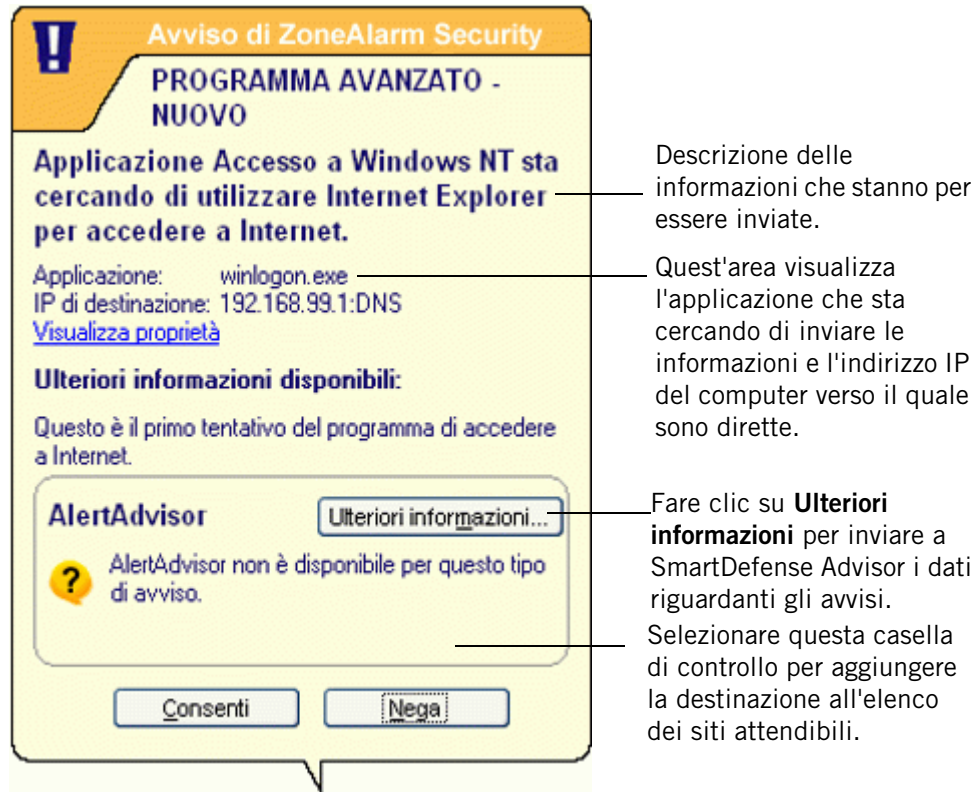 Avviso di ZoneAlarm Security
PROGRAMMA AVANZATO -
NUOVO
Applicazione Accesso a Windows NT sta
cercando di utilizzare Internet Explorer
per accedere a Internet.
Applicazione: winlogon.exe
IP di destinazione: 192.168.99.1:DNS
Visualizza proprietà
Ulteriori informazioni disponibili:
Questo è il primo tentativo del programma di accedere
a Internet.
AlertAdvisor
Ulteriori informazioni...
AlertAdvisor non è disponibile per questo tipo
di avviso.
Consenti
Nega
Descrizione delle
informazioni che stanno per
essere inviate.
Quest'area visualizza
l'applicazione che sta
cercando di inviare le
informazioni e l'indirizzo IP
del computer verso il quale
sono dirette.
Fare clic su Ulteriori
informazioni per inviare a
SmartDefense Advisor i dati
riguardanti gli avvisi.
Selezionare questa casella
di controllo per aggiungere
la destinazione all'elenco
dei siti attendibili.